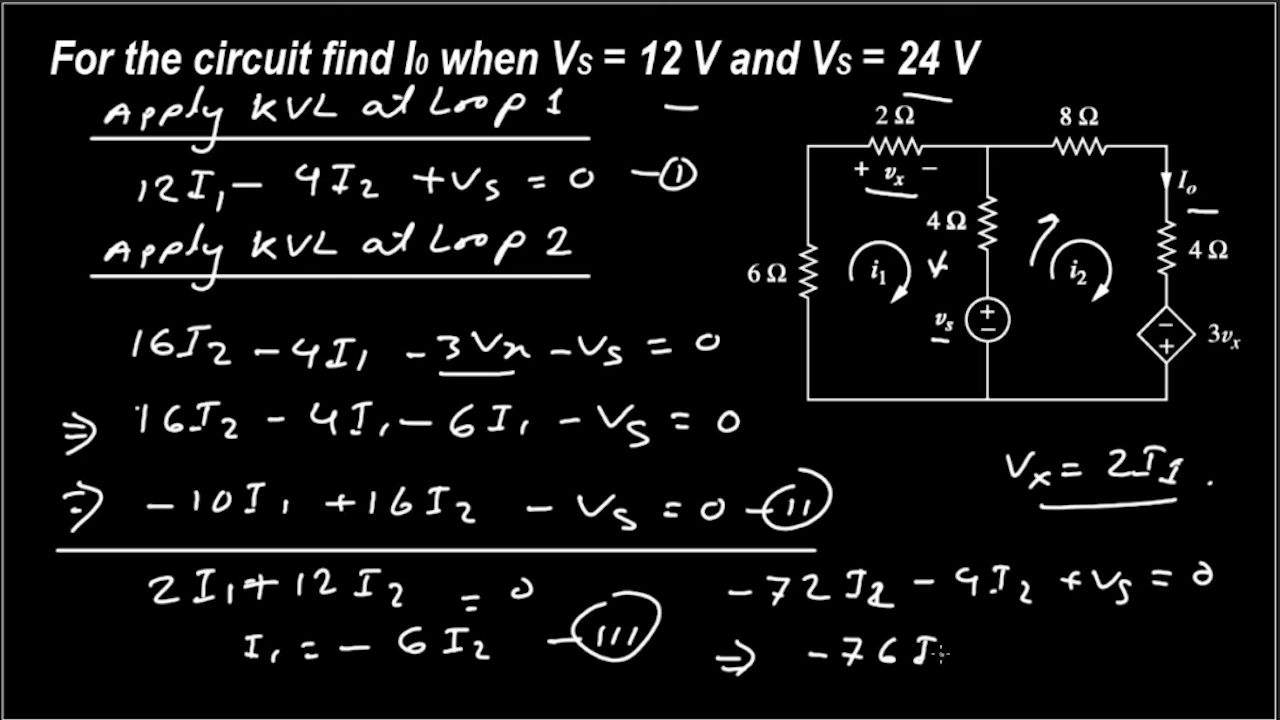 For the circuit find I0 when VS = 12 V and VS = 24 V
Apply KVL at Loop 1
12I1 - 4I2 + VS = 0 -①
Apply KVL at Loop 2
16I2 - 4I1 - 3Vx - VS = 0
⇒ 16I2 - 4I1 - 6I1 - VS = 0
⇒ -10I1 + 16I2 - VS = 0 -(11)
2I1 + 12I2 = 0
I1 = - 6I2 -(111)
2 Ω
8 Ω
+ vx −
Io
4 Ω
4 Ω
6 Ω
i1
i2
vs
+
−
−
+
3vx
Vx = 2I1.
-72I2 - 4I2 + VS = 0
⇒ -76I